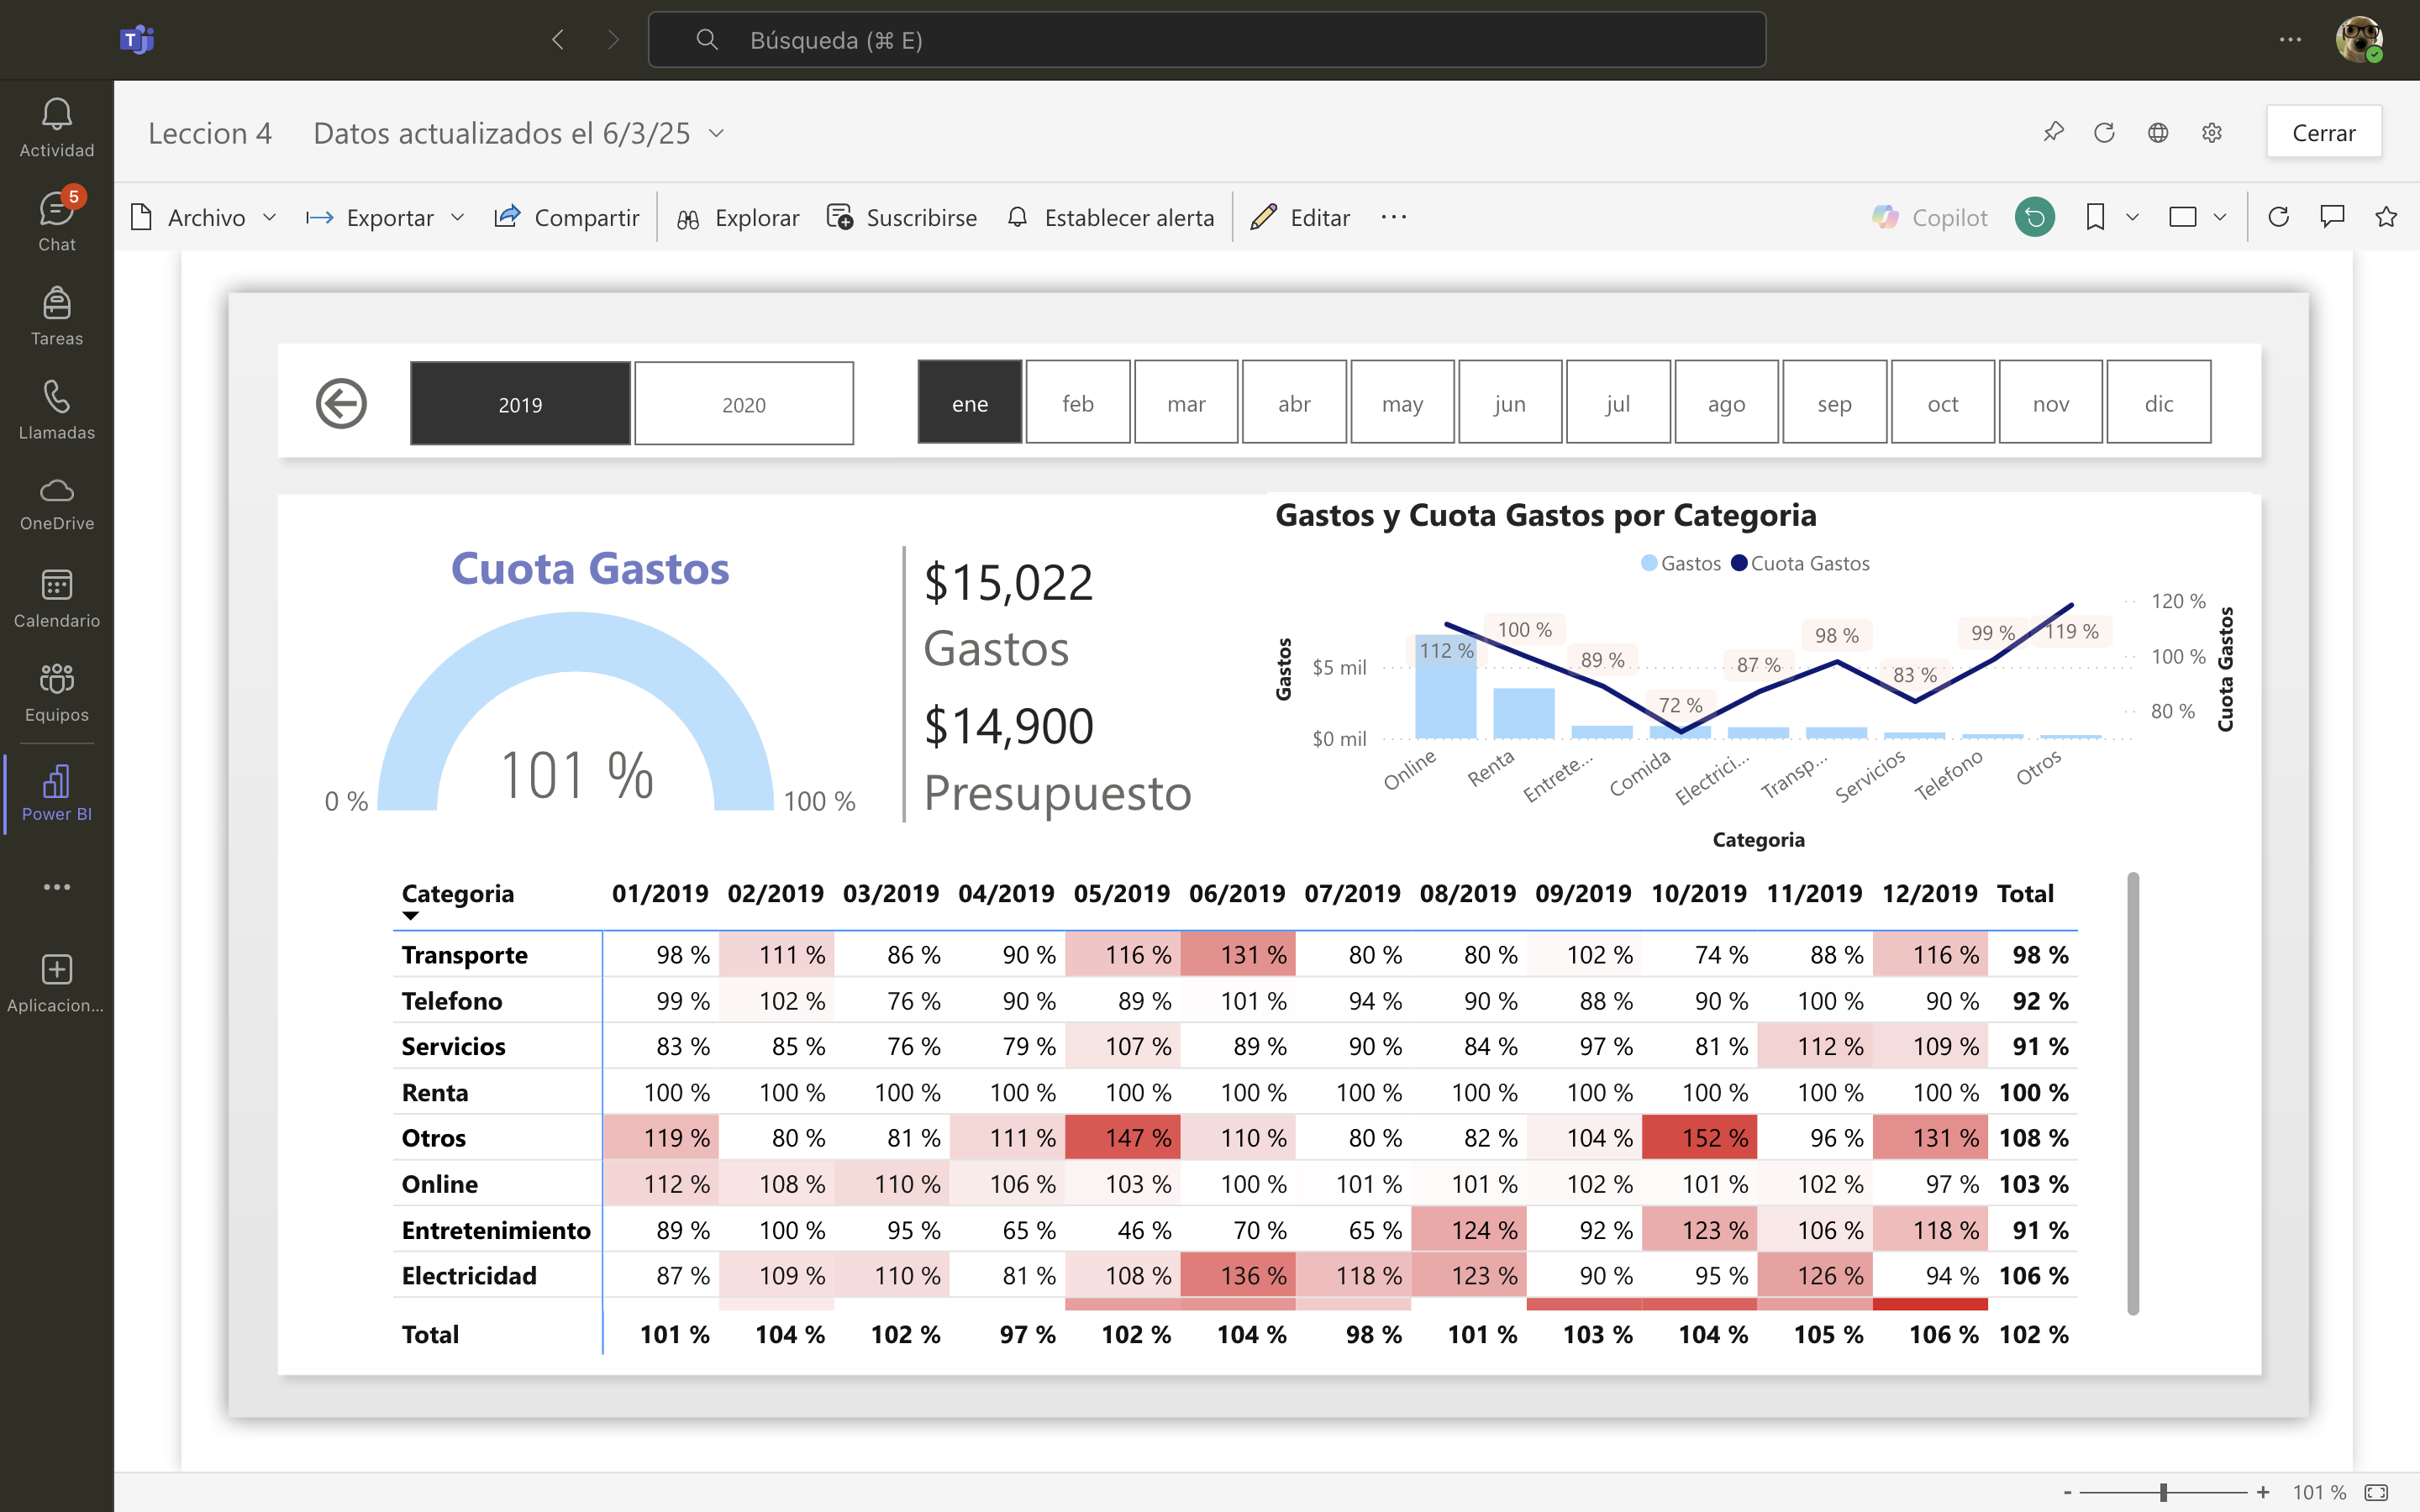 Búsqueda (⌘ E)
Actividad
5
Chat
Tareas
Llamadas
OneDrive
Calendario
Equipos
Power BI
Aplicacion...
Leccion 4 Datos actualizados el 6/3/25
Cerrar
Archivo Exportar Compartir Explorar Suscribirse Establecer alerta Editar Copilot
2019 2020 ene feb mar abr may jun jul ago sep oct nov dic
Cuota Gastos
101 %
0 % 100 %
$15,022
Gastos
$14,900
Presupuesto
Gastos y Cuota Gastos por Categoria
Gastos Cuota Gastos
Gastos
$5 mil
$0 mil
112 % 100 % 89 % 72 % 87 % 98 % 83 % 99 % 119 %
120 %
100 %
80 %
Cuota Gastos
Online Renta Entrete... Comida Electrici... Transp... Servicios Telefono Otros
Categoria
Categoria 01/2019 02/2019 03/2019 04/2019 05/2019 06/2019 07/2019 08/2019 09/2019 10/2019 11/2019 12/2019 Total
Transporte 98 % 111 % 86 % 90 % 116 % 131 % 80 % 80 % 102 % 74 % 88 % 116 % 98 %
Telefono 99 % 102 % 76 % 90 % 89 % 101 % 94 % 90 % 88 % 90 % 100 % 90 % 92 %
Servicios 83 % 85 % 76 % 79 % 107 % 89 % 90 % 84 % 97 % 81 % 112 % 109 % 91 %
Renta 100 % 100 % 100 % 100 % 100 % 100 % 100 % 100 % 100 % 100 % 100 % 100 % 100 %
Otros 119 % 80 % 81 % 111 % 147 % 110 % 80 % 82 % 104 % 152 % 96 % 131 % 108 %
Online 112 % 108 % 110 % 106 % 103 % 100 % 101 % 101 % 102 % 101 % 102 % 97 % 103 %
Entretenimiento 89 % 100 % 95 % 65 % 46 % 70 % 65 % 124 % 92 % 123 % 106 % 118 % 91 %
Electricidad 87 % 109 % 110 % 81 % 108 % 136 % 118 % 123 % 90 % 95 % 126 % 94 % 106 %
Total 101 % 104 % 102 % 97 % 102 % 104 % 98 % 101 % 103 % 104 % 105 % 106 % 102 %
- + 101 %